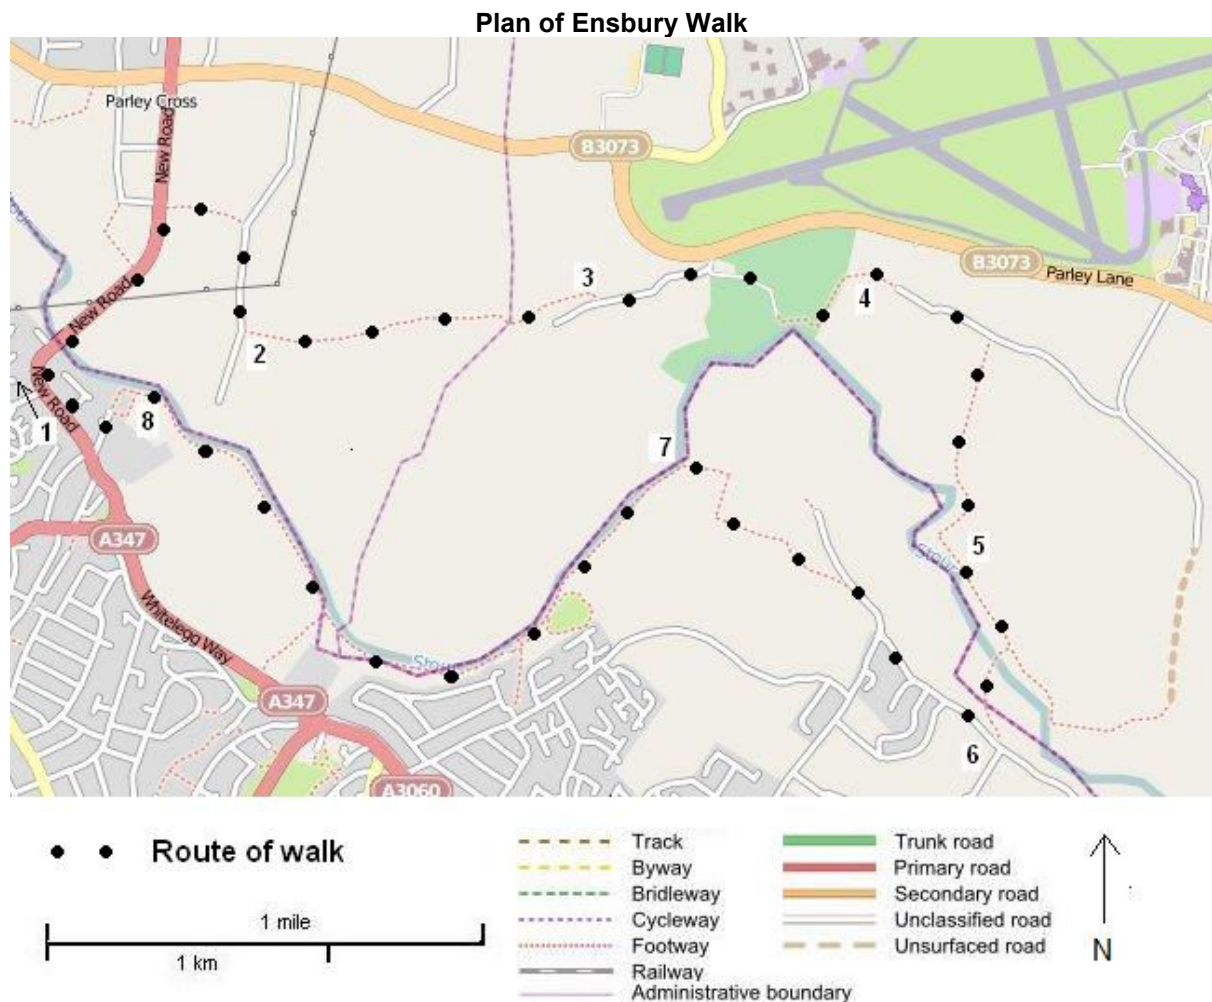 Plan of Ensbury Walk
Parley Cross
New Road
B3073
B3073
Parley Lane
New Road
New Road
1
2
3
4
5
6
7
8
A347
Whitelegg Way
A347
A3060
Stour
Route of walk
1 mile
1 km
Track
Byway
Bridleway
Cycleway
Footway
Railway
Administrative boundary
Trunk road
Primary road
Secondary road
Unclassified road
Unsurfaced road
N